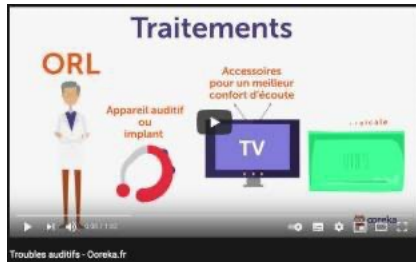 Traitements
ORL
Accessoires
pour un meilleur
confort d'écoute
Appareil auditif
ou
implant
TV
ooreka
Troubles auditifs - Ooreka.fr